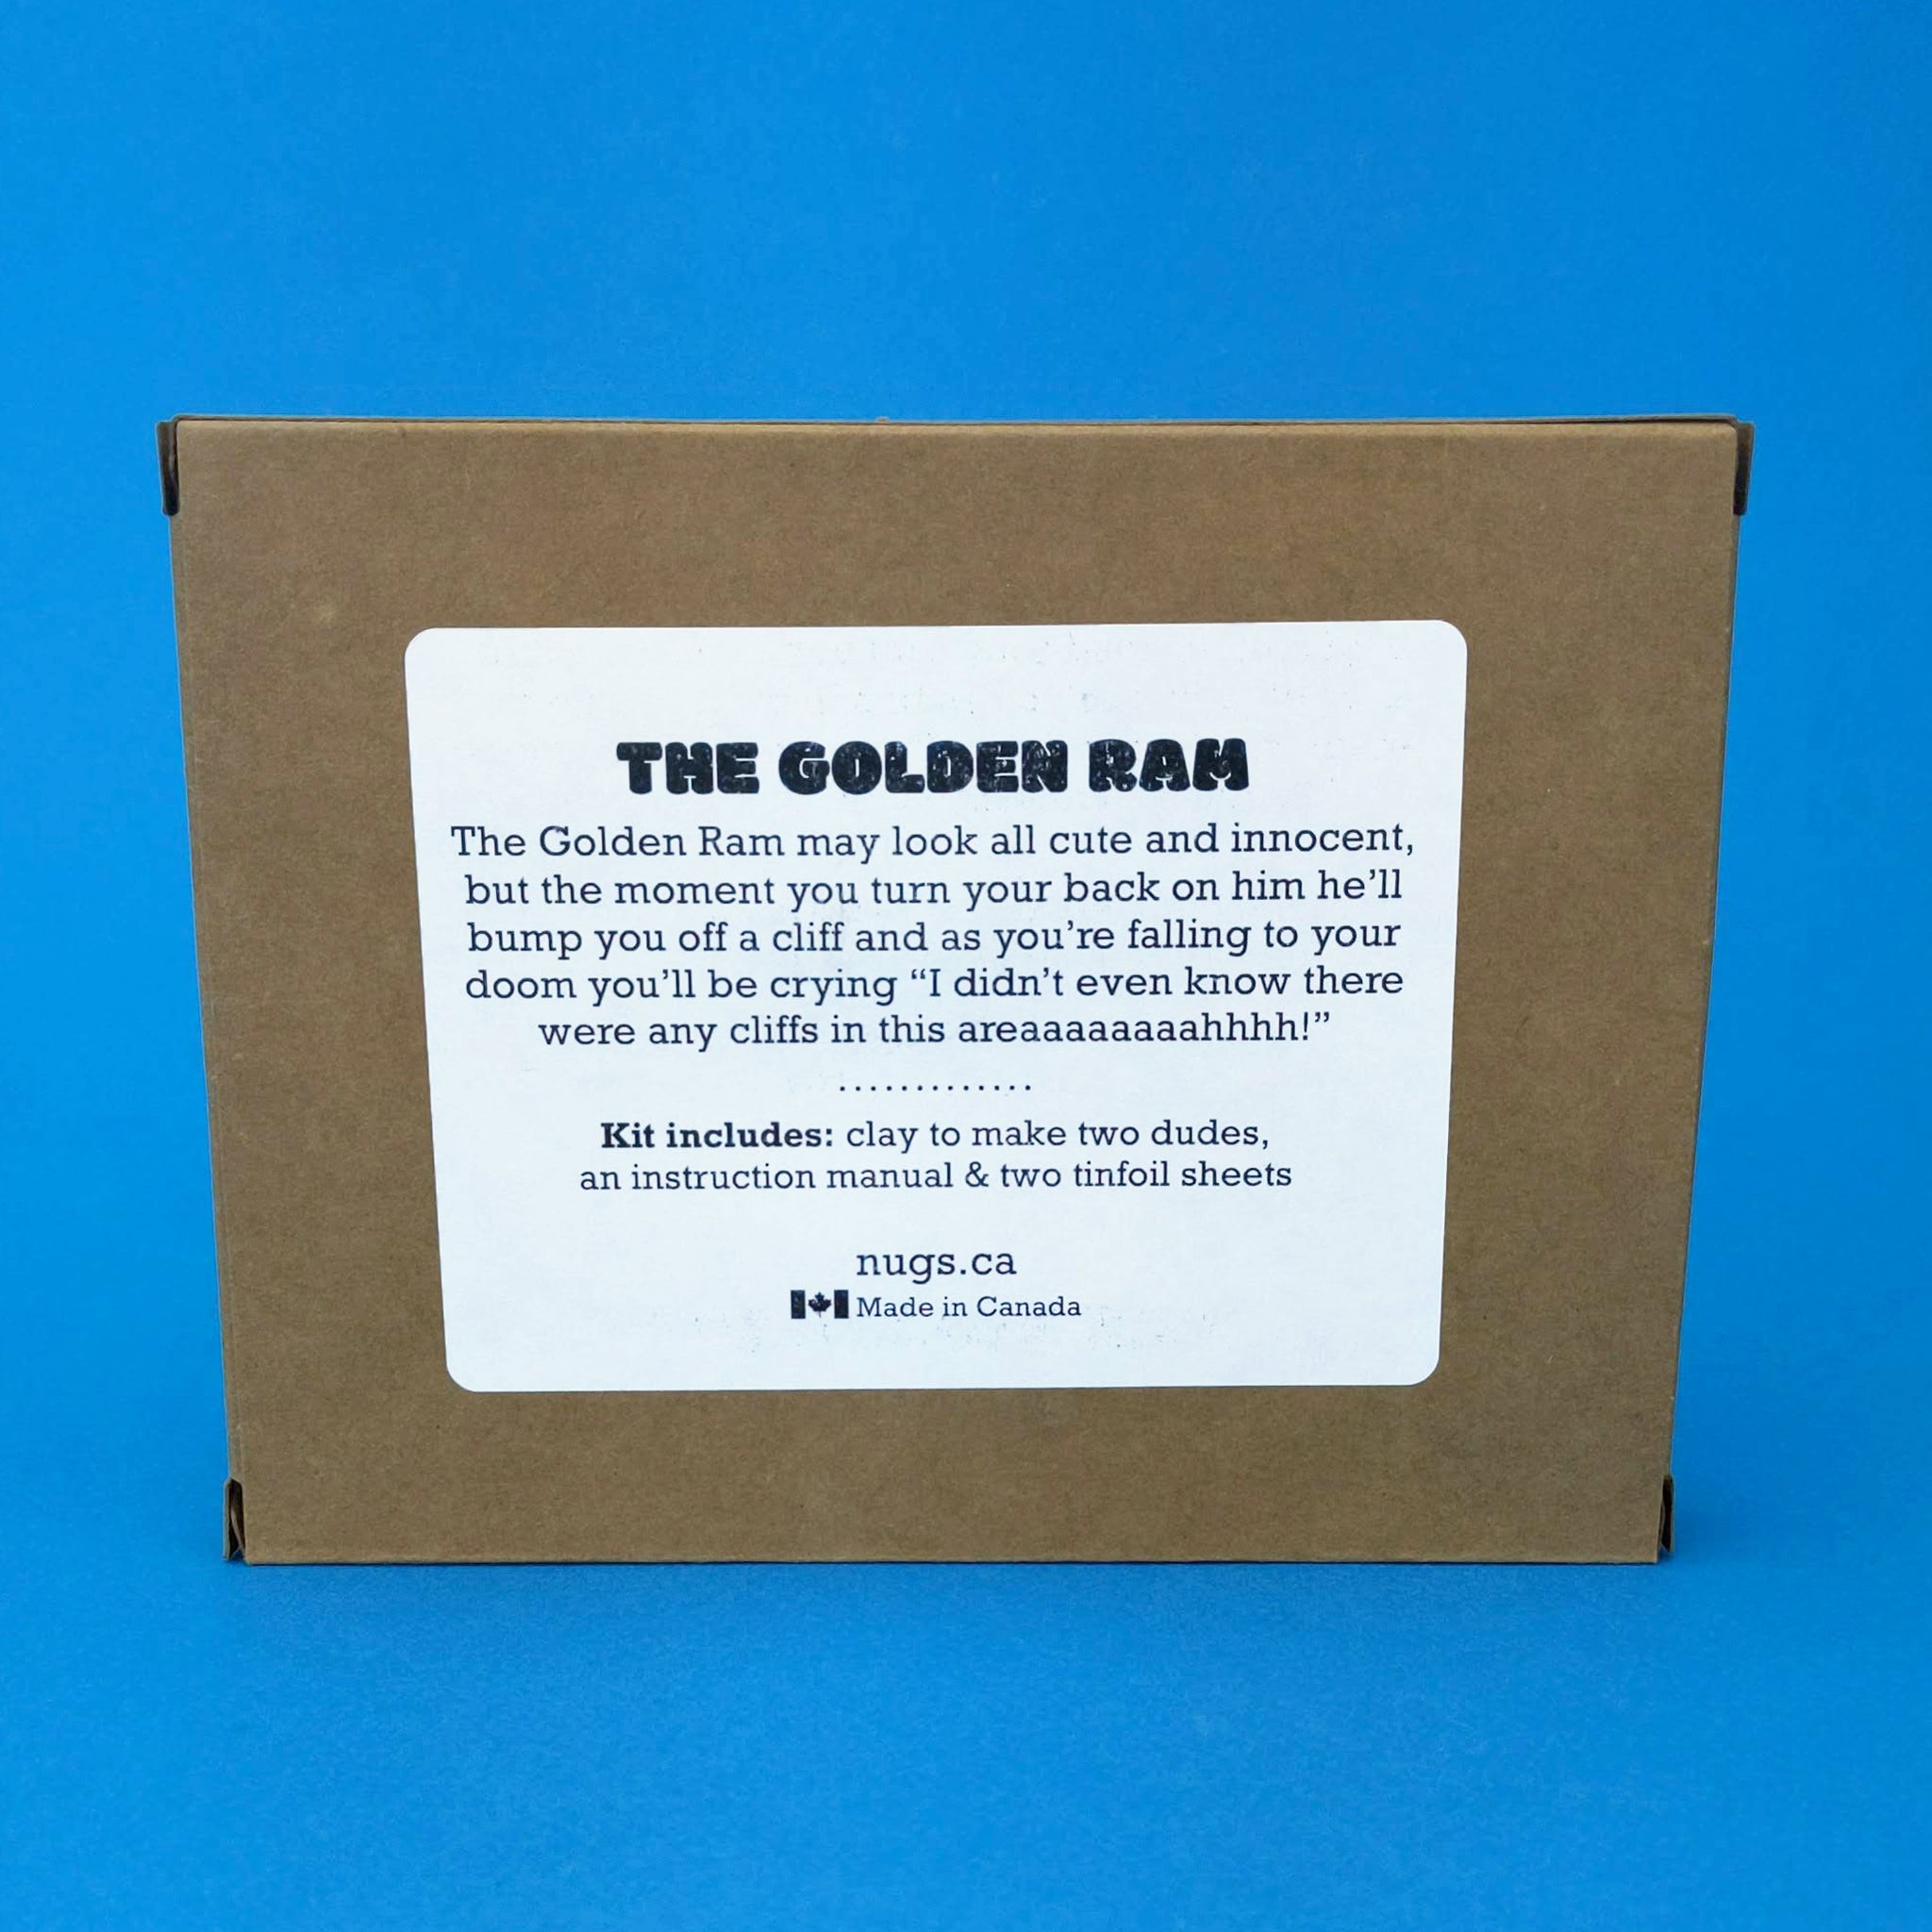 THE GOLDEN RAM
The Golden Ram may look all cute and innocent,
but the moment you turn your back on him he’ll
bump you off a cliff and as you’re falling to your
doom you’ll be crying “I didn’t even know there
were any cliffs in this areaaaaaaaaahhhh!”
.............
Kit includes: clay to make two dudes,
an instruction manual & two tinfoil sheets
nugs.ca
Made in Canada